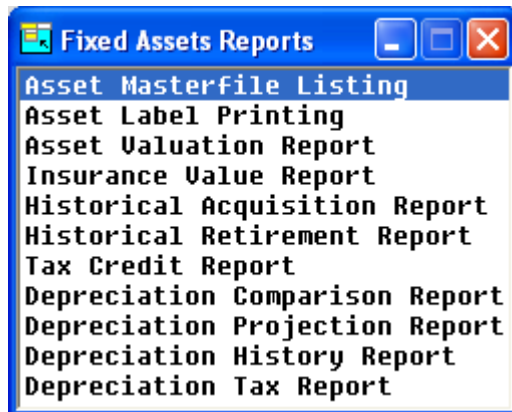 Fixed Assets Reports
Asset Masterfile Listing
Asset Label Printing
Asset Valuation Report
Insurance Value Report
Historical Acquisition Report
Historical Retirement Report
Tax Credit Report
Depreciation Comparison Report
Depreciation Projection Report
Depreciation History Report
Depreciation Tax Report